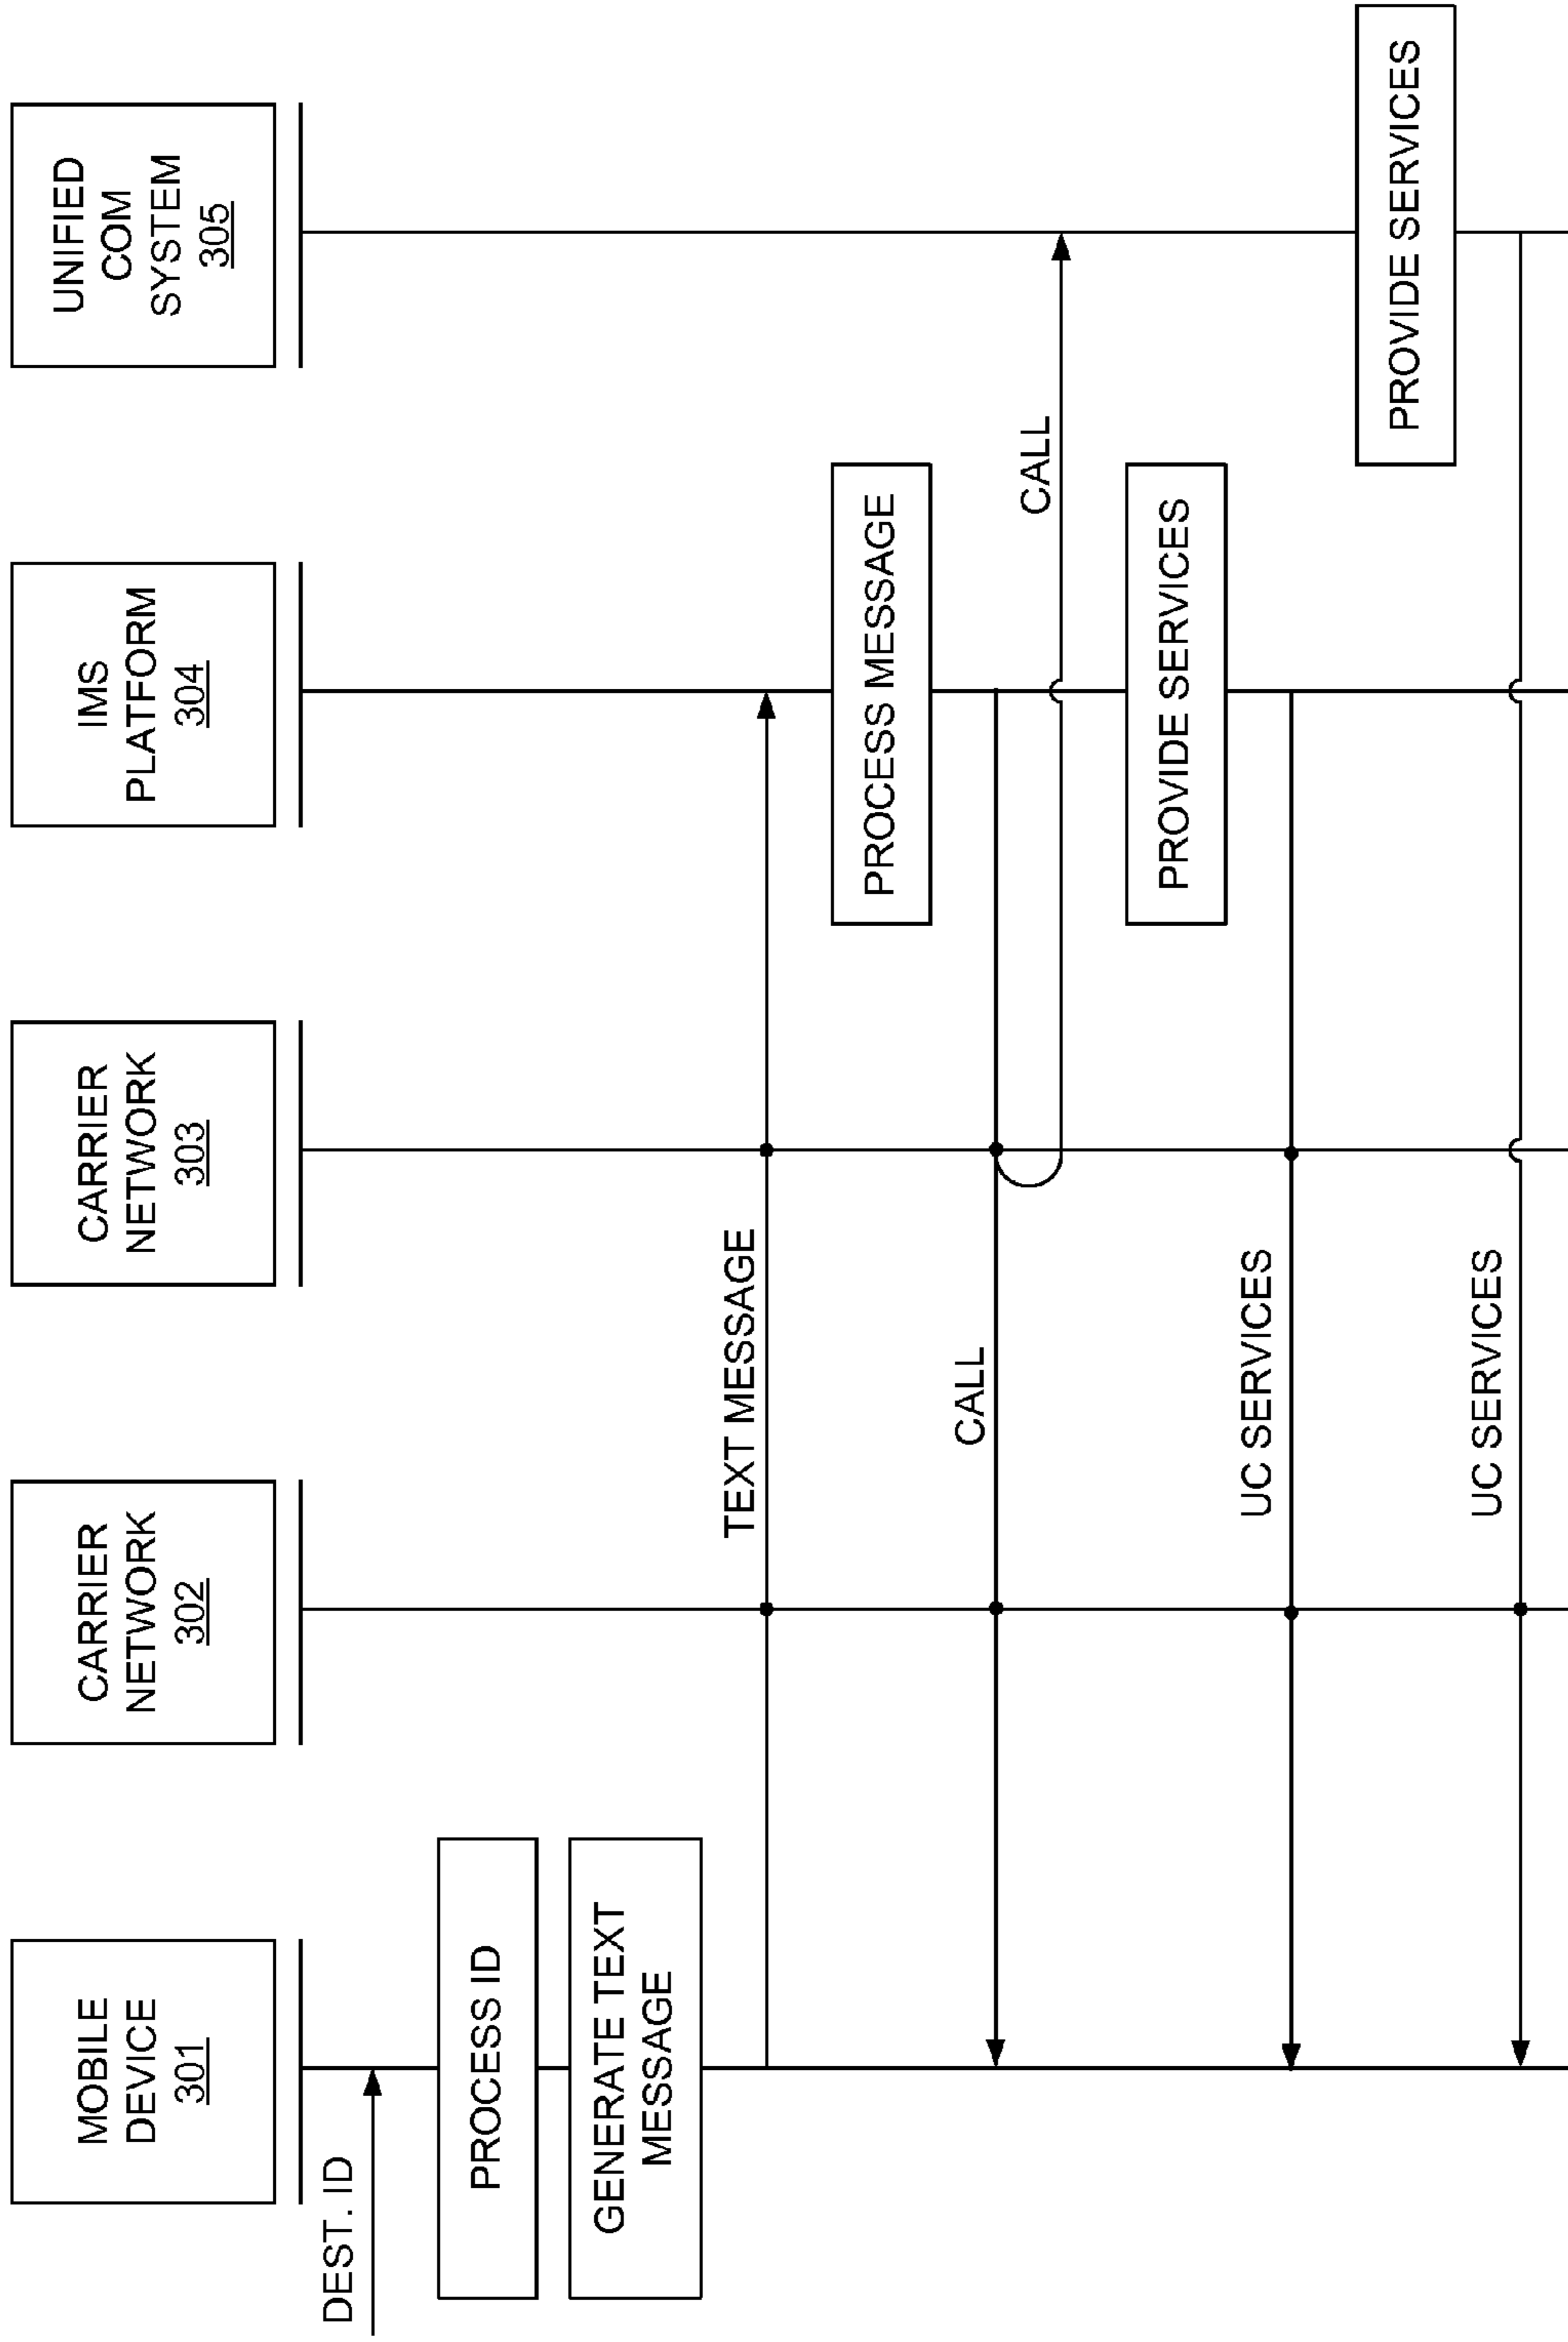 MOBILE
DEVICE
301
CARRIER
NETWORK
302
CARRIER
NETWORK
303
IMS
PLATFORM
304
UNIFIED
COM
SYSTEM
305
DEST. ID
PROCESS ID
GENERATE TEXT
MESSAGE
TEXT MESSAGE
PROCESS MESSAGE
CALL
CALL
PROVIDE SERVICES
UC SERVICES
PROVIDE SERVICES
UC SERVICES